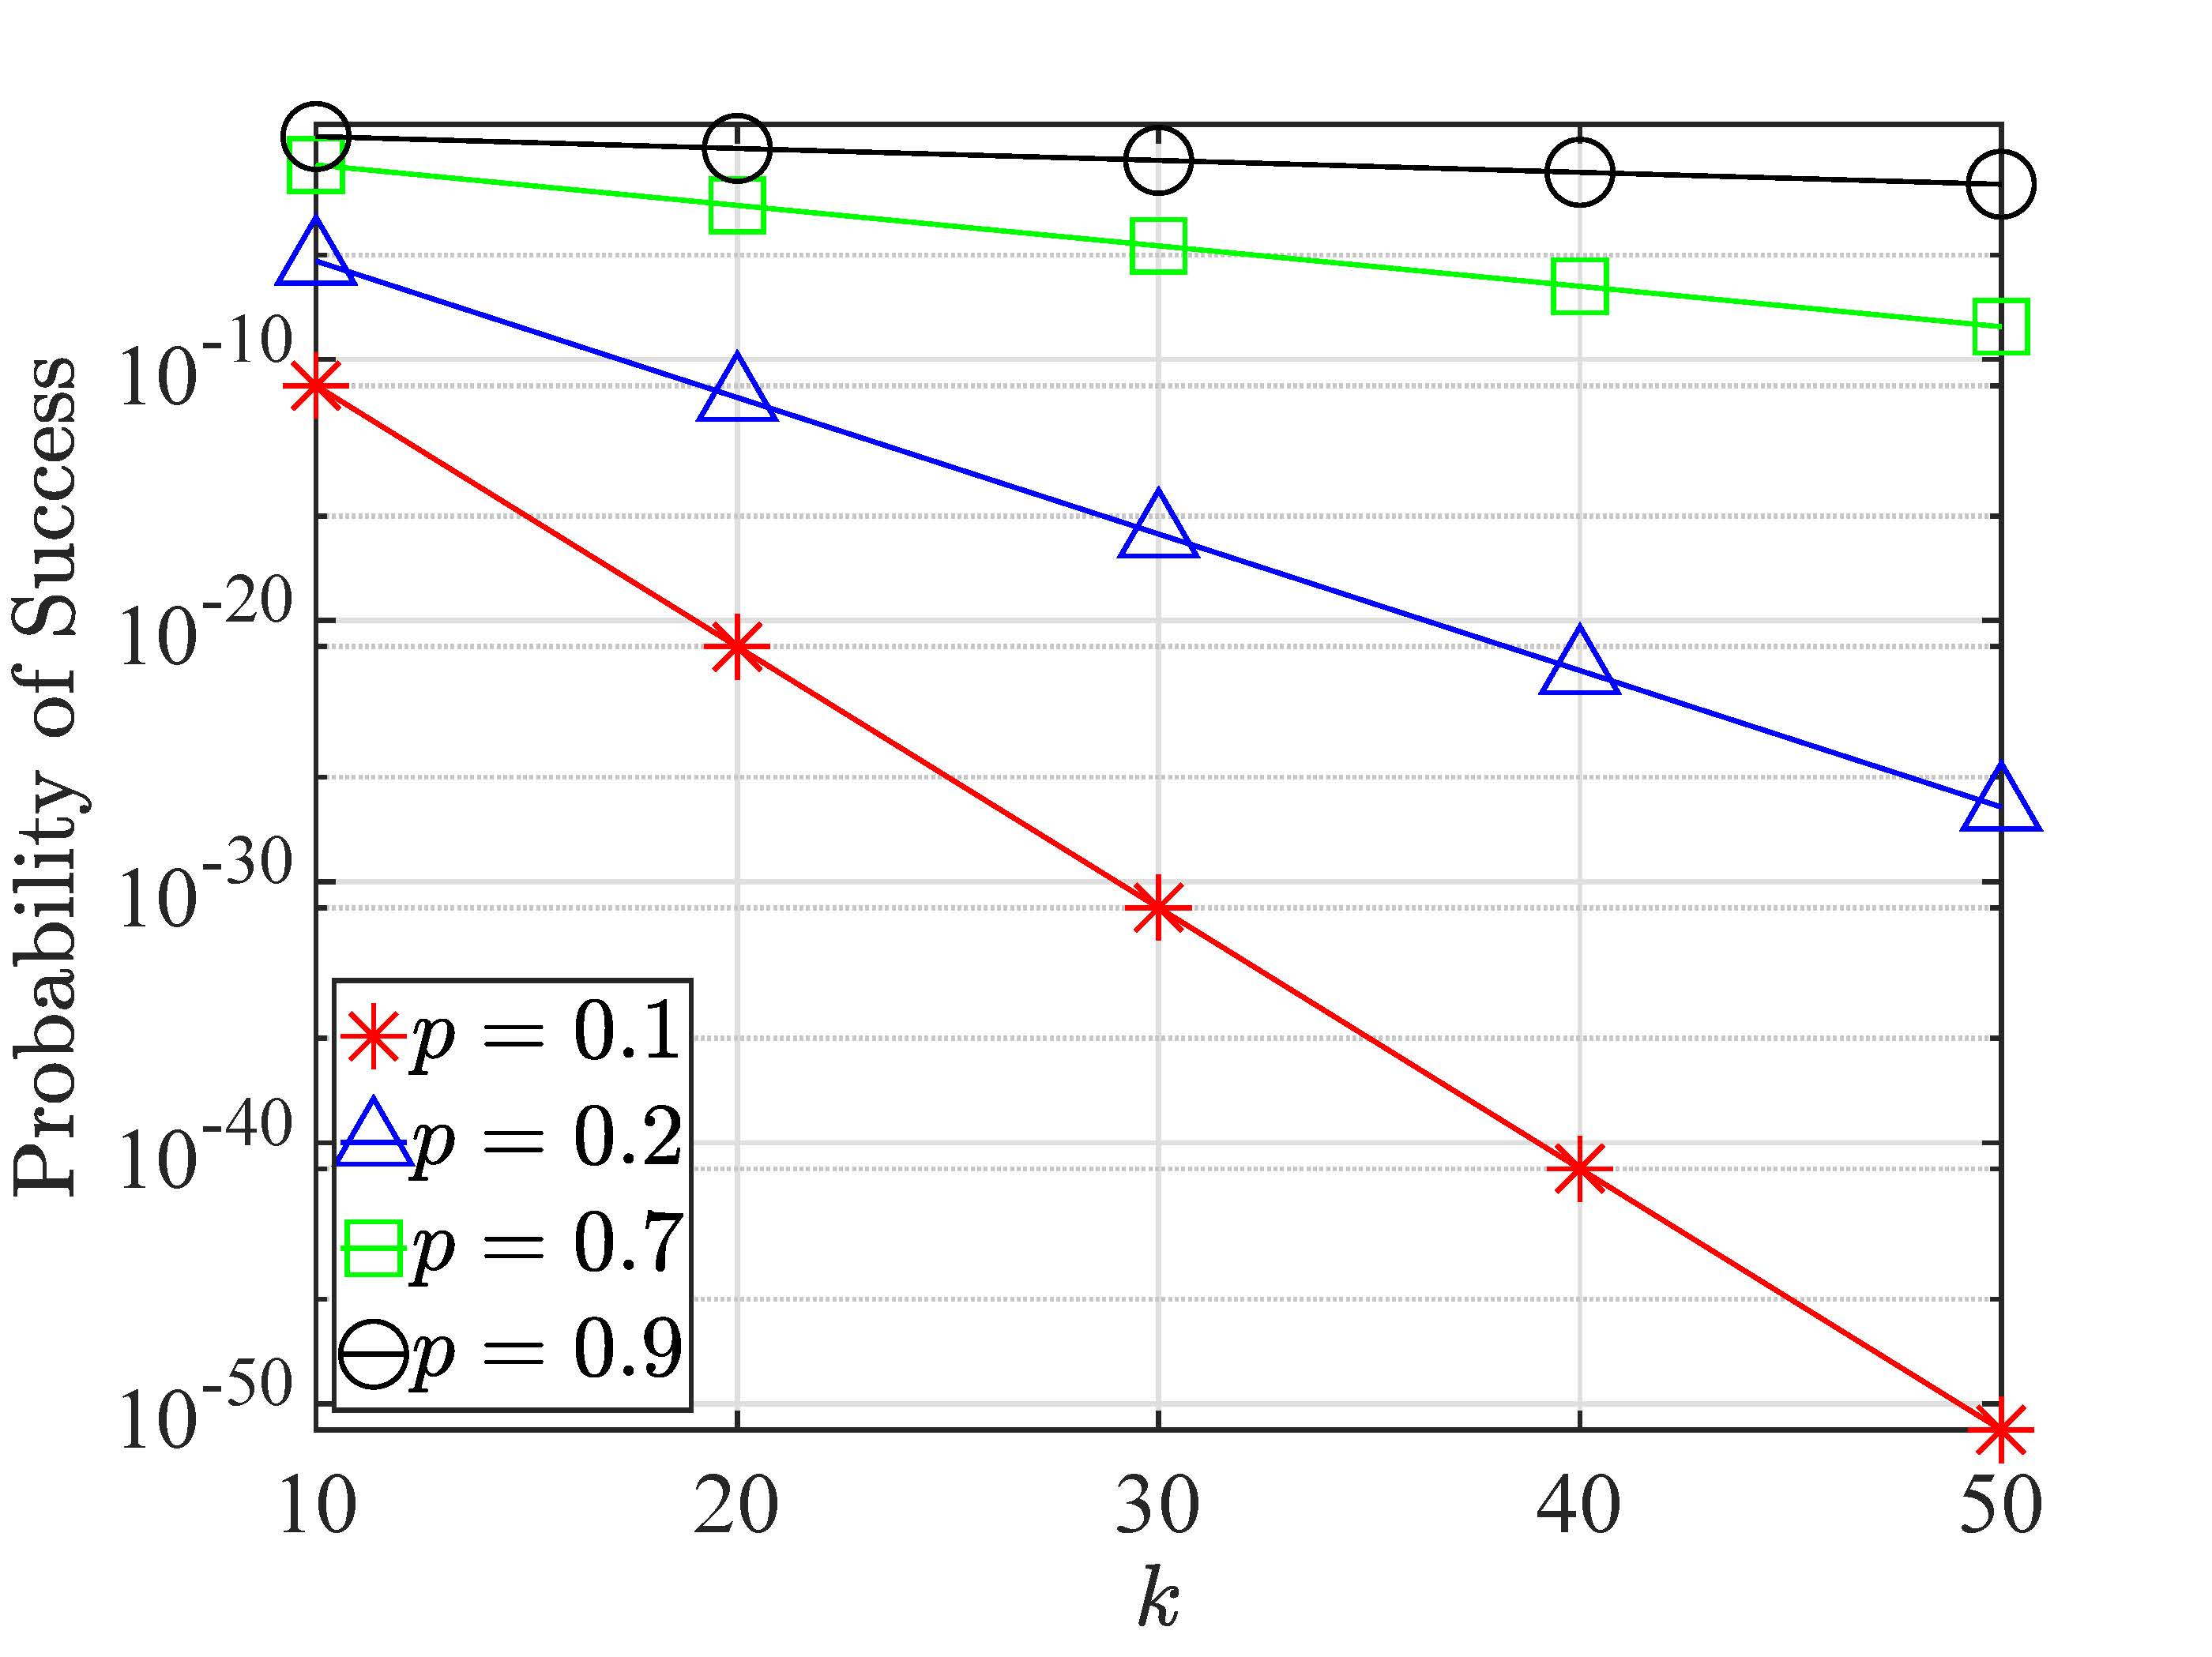 Probability of Success
10^-10
10^-20
10^-30
10^-40
10^-50
p = 0.1
p = 0.2
p = 0.7
p = 0.9
10 20 30 40 50
k